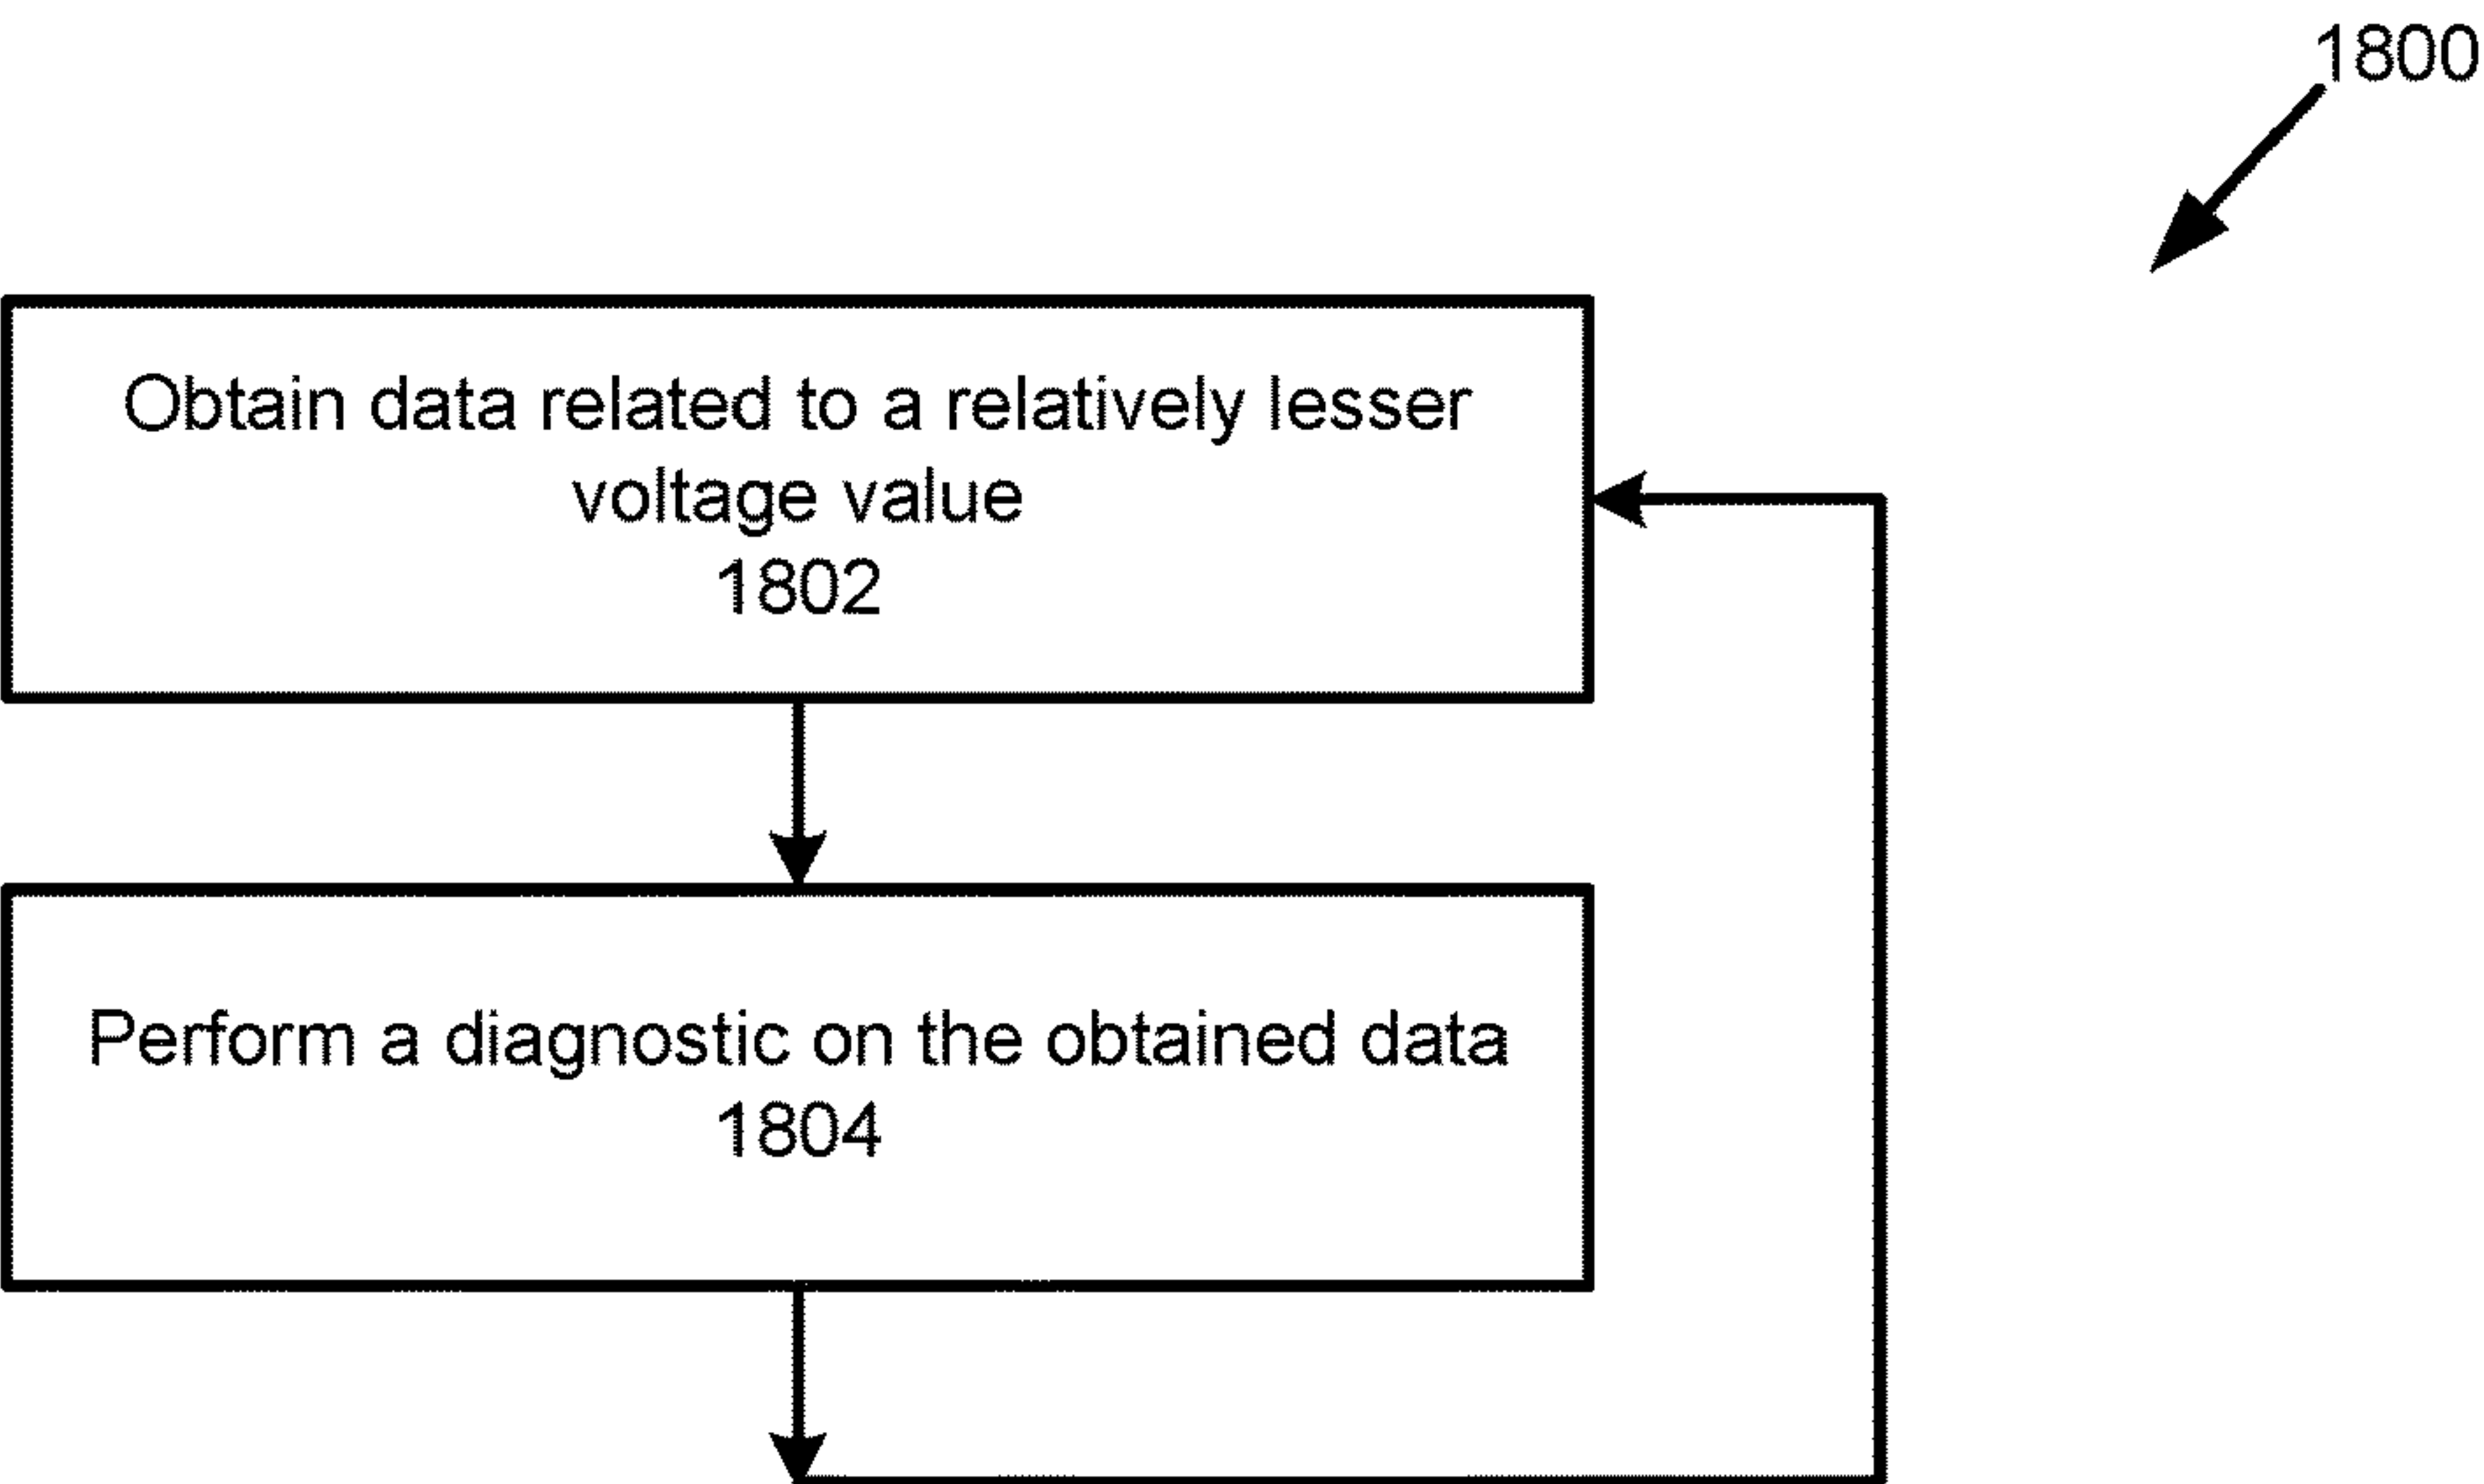 1800
Obtain data related to a relatively lesser
voltage value
1802
Perform a diagnostic on the obtained data
1804